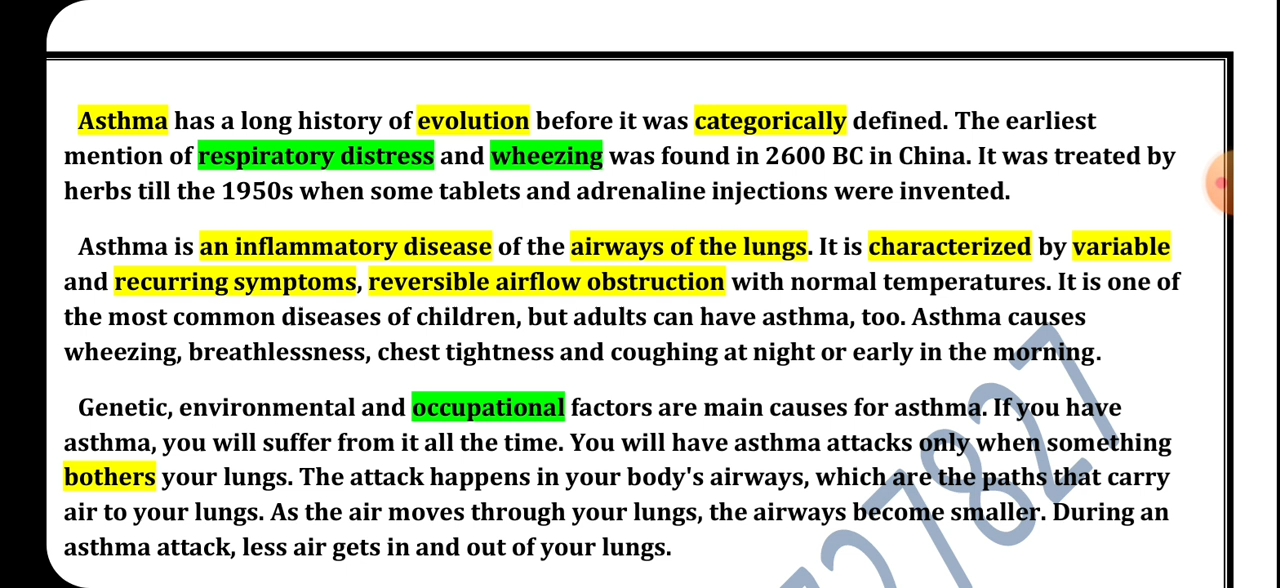 Asthma has a long history of evolution before it was categorically defined. The earliest
mention of respiratory distress and wheezing was found in 2600 BC in China. It was treated by
herbs till the 1950s when some tablets and adrenaline injections were invented.
Asthma is an inflammatory disease of the airways of the lungs. It is characterized by variable
and recurring symptoms, reversible airflow obstruction with normal temperatures. It is one of
the most common diseases of children, but adults can have asthma, too. Asthma causes
wheezing, breathlessness, chest tightness and coughing at night or early in the morning.
Genetic, environmental and occupational factors are main causes for asthma. If you have
asthma, you will suffer from it all the time. You will have asthma attacks only when something
bothers your lungs. The attack happens in your body's airways, which are the paths that carry
air to your lungs. As the air moves through your lungs, the airways become smaller. During an
asthma attack, less air gets in and out of your lungs.